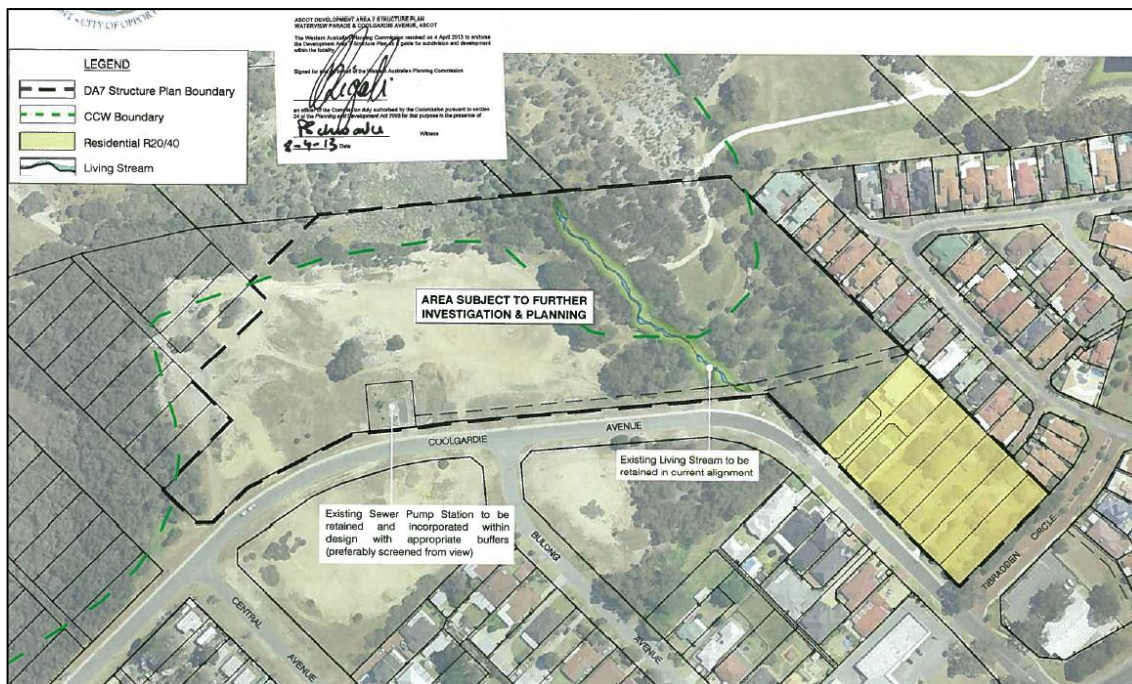 CITY OF OPPORT
LEGEND
DA7 Structure Plan Boundary
CCW Boundary
Residential R20/40
Living Stream
ASCOT DEVELOPMENT AREA 7 STRUCTURE PLAN
WATERVIEW PARADE & COOLGARDIE AVENUE, ASCOT
The Western Australian Planning Commission resolved on 4 April 2013 to endorse
the Development Area 7 Structure Plan as a guide for subdivision and development
within the locality.
Signed for and on behalf of the Western Australian Planning Commission
an officer of the Commission duly authorised by the Commission pursuant to section
24 of the Planning and Development Act 2005 for that purpose in the presence of
Witness
8-4-13 Date
AREA SUBJECT TO FURTHER
INVESTIGATION & PLANNING
COOLGARDIE AVENUE
Existing Living Stream to be
retained in current alignment
Existing Sewer Pump Station to be
retained and incorporated within
design with appropriate buffers
(preferably screened from view)
BULONG
AVENUE
CENTRAL
AVENUE
TIBRADDEN CIRCLE